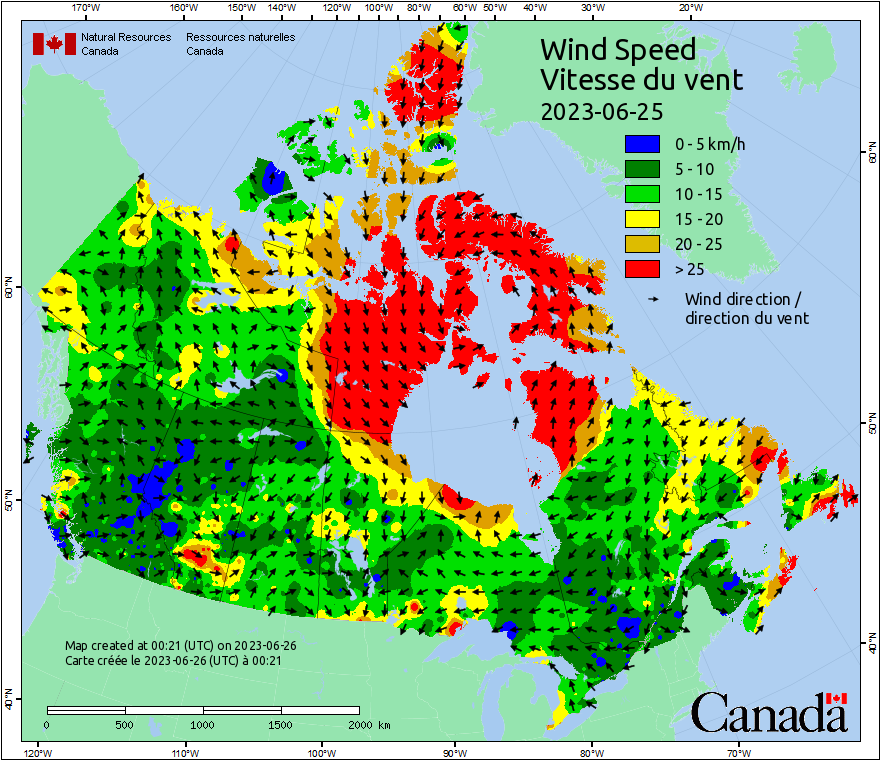 170°W 160°W 150°W 140°W 120°W 100°W 80°W 60°W 50°W 40°W 30°W 20°W
Natural Resources Canada
Ressources naturelles Canada
Wind Speed
Vitesse du vent
2023-06-25
0 - 5 km/h
5 - 10
10 - 15
15 - 20
20 - 25
> 25
Wind direction /
direction du vent
60°N
60°N
50°N
50°N
40°N
40°N
Map created at 00:21 (UTC) on 2023-06-26
Carte créée le 2023-06-26 (UTC) à 00:21
0 500 1000 1500 2000 km
Canada
120°W 110°W 100°W 90°W 80°W 70°W